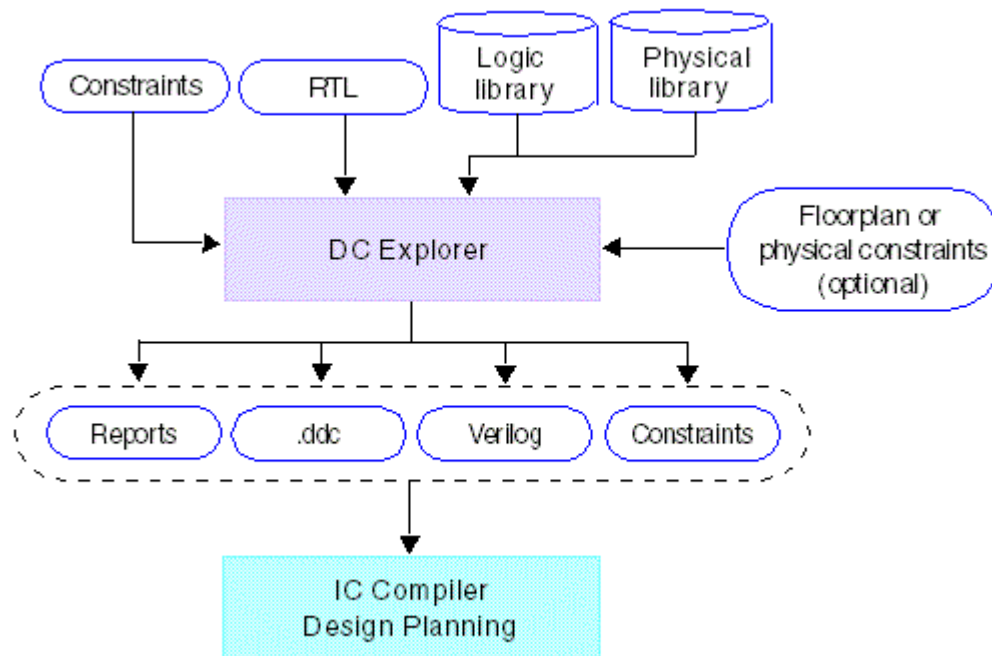 Constraints
RTL
Logic
library
Physical
library
DC Explorer
Floorplan or
physical constraints
(optional)
Reports
.ddc
Verilog
Constraints
IC Compiler
Design Planning